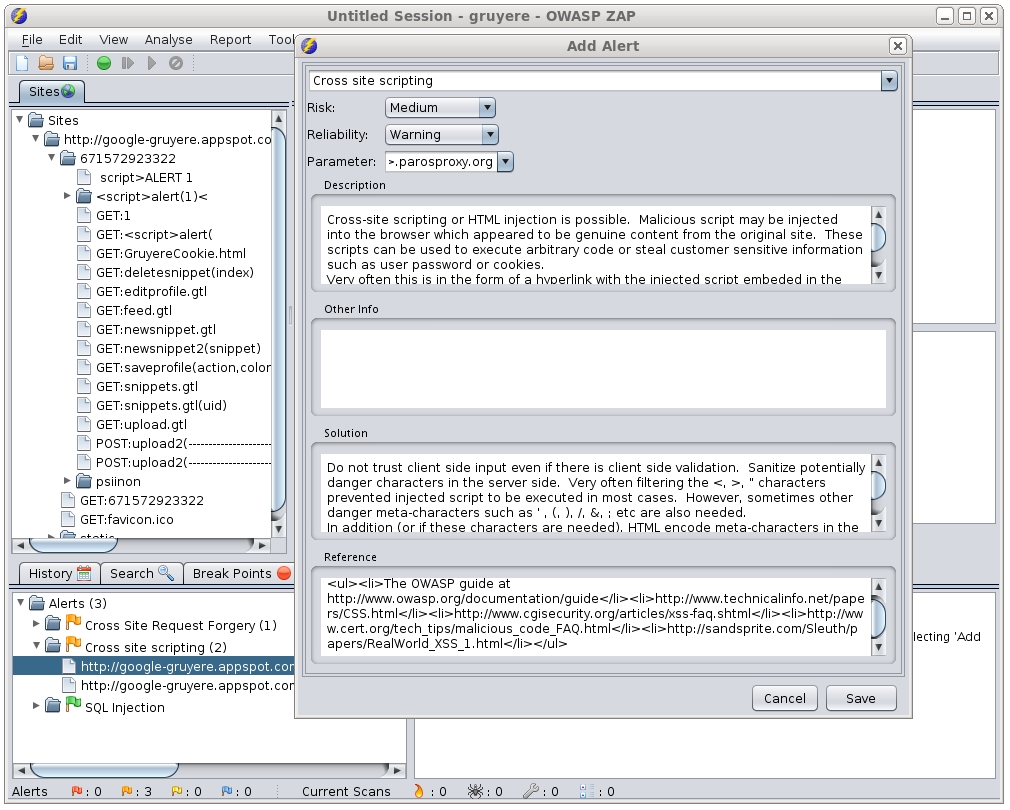 Untitled Session - gruyere - OWASP ZAP
File Edit View Analyse Report Tool
Sites
Sites
http://google-gruyere.appspot.co
671572923322
script>ALERT 1
<script>alert(1)<
GET:1
GET:<script>alert(
GET:GruyereCookie.html
GET:deletesnippet(index)
GET:editprofile.gtl
GET:feed.gtl
GET:newsnippet.gtl
GET:newsnippet2(snippet)
GET:saveprofile(action,color
GET:snippets.gtl
GET:snippets.gtl(uid)
GET:upload.gtl
POST:upload2(----------------------
POST:upload2(----------------------
psiinon
GET:671572923322
GET:favicon.ico
static
History Search Break Points
Alerts (3)
Cross Site Request Forgery (1)
Cross site scripting (2)
http://google-gruyere.appspot.com
http://google-gruyere.appspot.com
SQL Injection
Add Alert
Cross site scripting
Risk: Medium
Reliability: Warning
Parameter: >.parosproxy.org
Description
Cross-site scripting or HTML injection is possible.  Malicious script may be injected
into the browser which appeared to be genuine content from the original site.  These
scripts can be used to execute arbitrary code or steal customer sensitive information
such as user password or cookies.
Very often this is in the form of a hyperlink with the injected script embeded in the
Other Info
Solution
Do not trust client side input even if there is client side validation.  Sanitize potentially
danger characters in the server side.  Very often filtering the <, >, " characters
prevented injected script to be executed in most cases.  However, sometimes other
danger meta-characters such as ' , (, ), /, &, ; etc are also needed.
In addition (or if these characters are needed), HTML encode meta-characters in the
Reference
<ul><li>The OWASP guide at
http://www.owasp.org/documentation/guide</li><li>http://www.technicalinfo.net/pape
rs/CSS.html</li><li>http://www.cgisecurity.org/articles/xss-faq.shtml</li><li>http://ww
w.cert.org/tech_tips/malicious_code_FAQ.html</li><li>http://sandsprite.com/Sleuth/p
apers/RealWorld_XSS_1.html</li></ul>
Cancel Save
lecting 'Add
Alerts : 0 : 3 : 0 : 0 Current Scans : 0 : 0 : 0 : 0